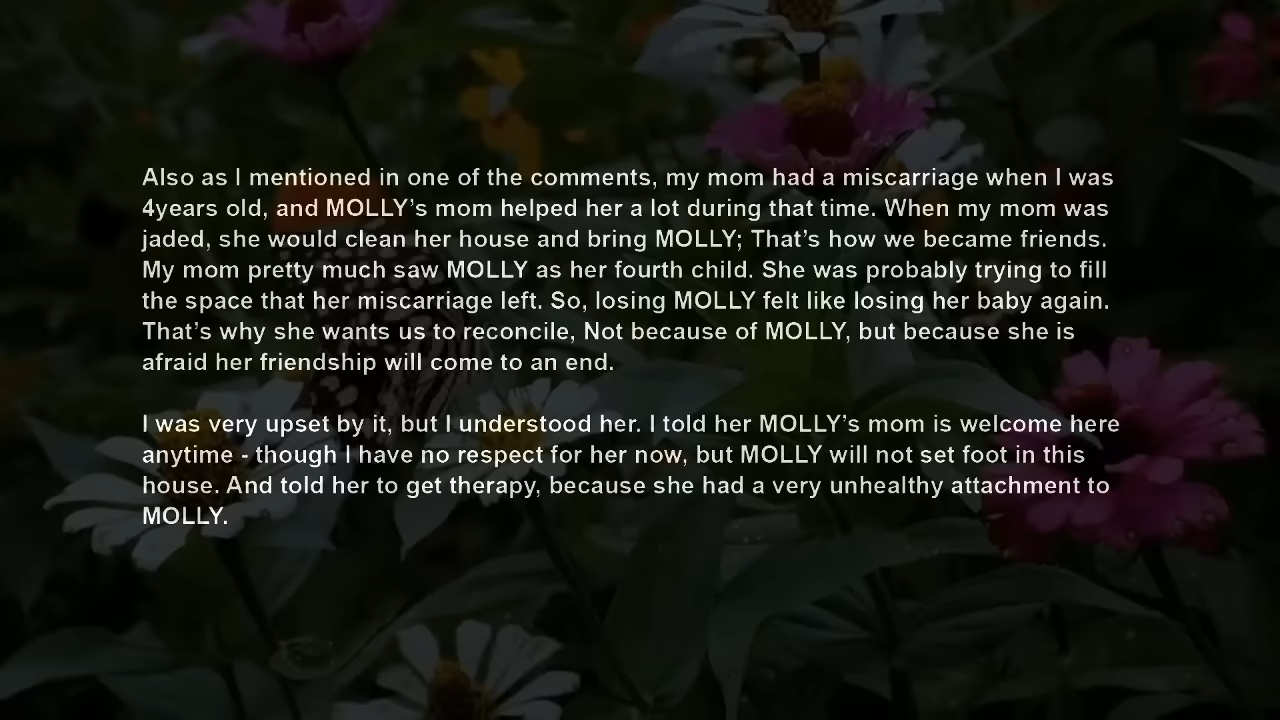 Also as I mentioned in one of the comments, my mom had a miscarriage when I was
4years old, and MOLLY’s mom helped her a lot during that time. When my mom was
jaded, she would clean her house and bring MOLLY; That’s how we became friends.
My mom pretty much saw MOLLY as her fourth child. She was probably trying to fill
the space that her miscarriage left. So, losing MOLLY felt like losing her baby again.
That’s why she wants us to reconcile, Not because of MOLLY, but because she is
afraid her friendship will come to an end.
I was very upset by it, but I understood her. I told her MOLLY’s mom is welcome here
anytime - though I have no respect for her now, but MOLLY will not set foot in this
house. And told her to get therapy, because she had a very unhealthy attachment to
MOLLY.